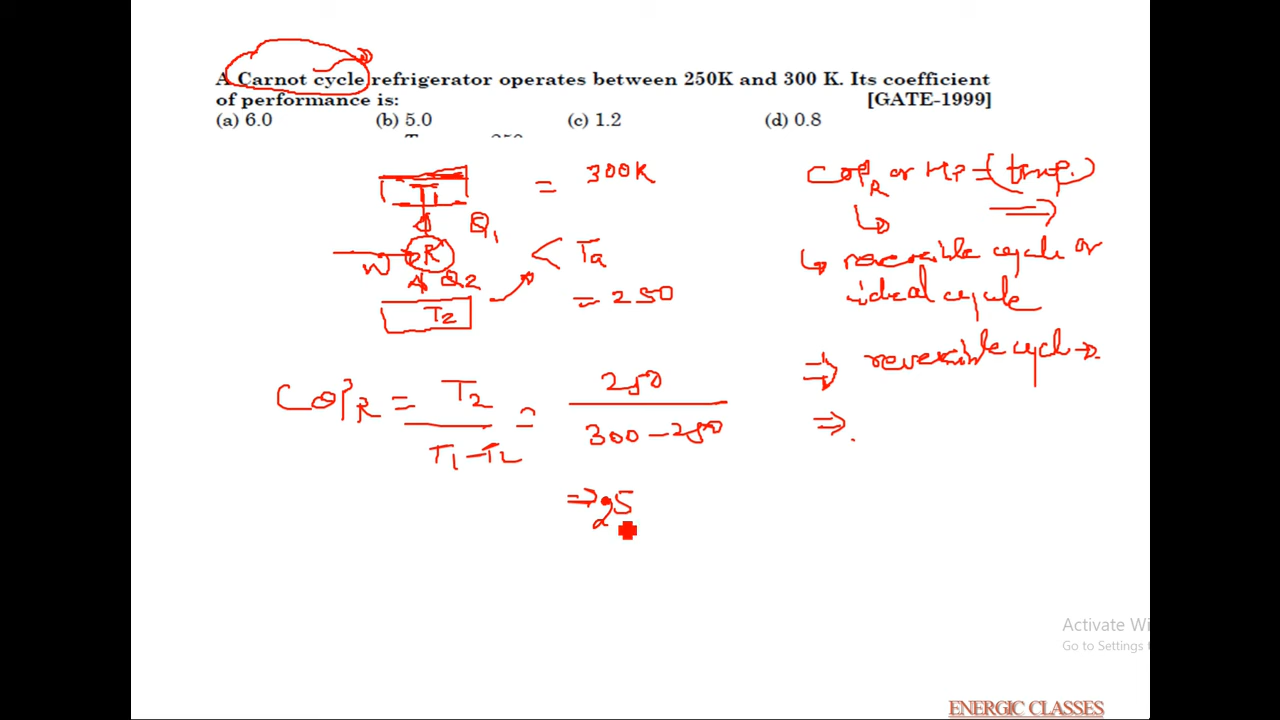 A Carnot cycle refrigerator operates between 250K and 300 K. Its coefficient
of performance is: [GATE-1999]
(a) 6.0 (b) 5.0 (c) 1.2 (d) 0.8
T1 = 300K
Q1
W R < Ta
Q2
T2 = 250
COPR = T2 / T1 - T2 = 250 / 300 - 250
⇒ 5
COPR or HP = (temp.)
↳ reversible cycle or
ideal cycle
⇒ reversible cycle →
⇒
Activate Wi
Go to Settings
ENERGIC CLASSES